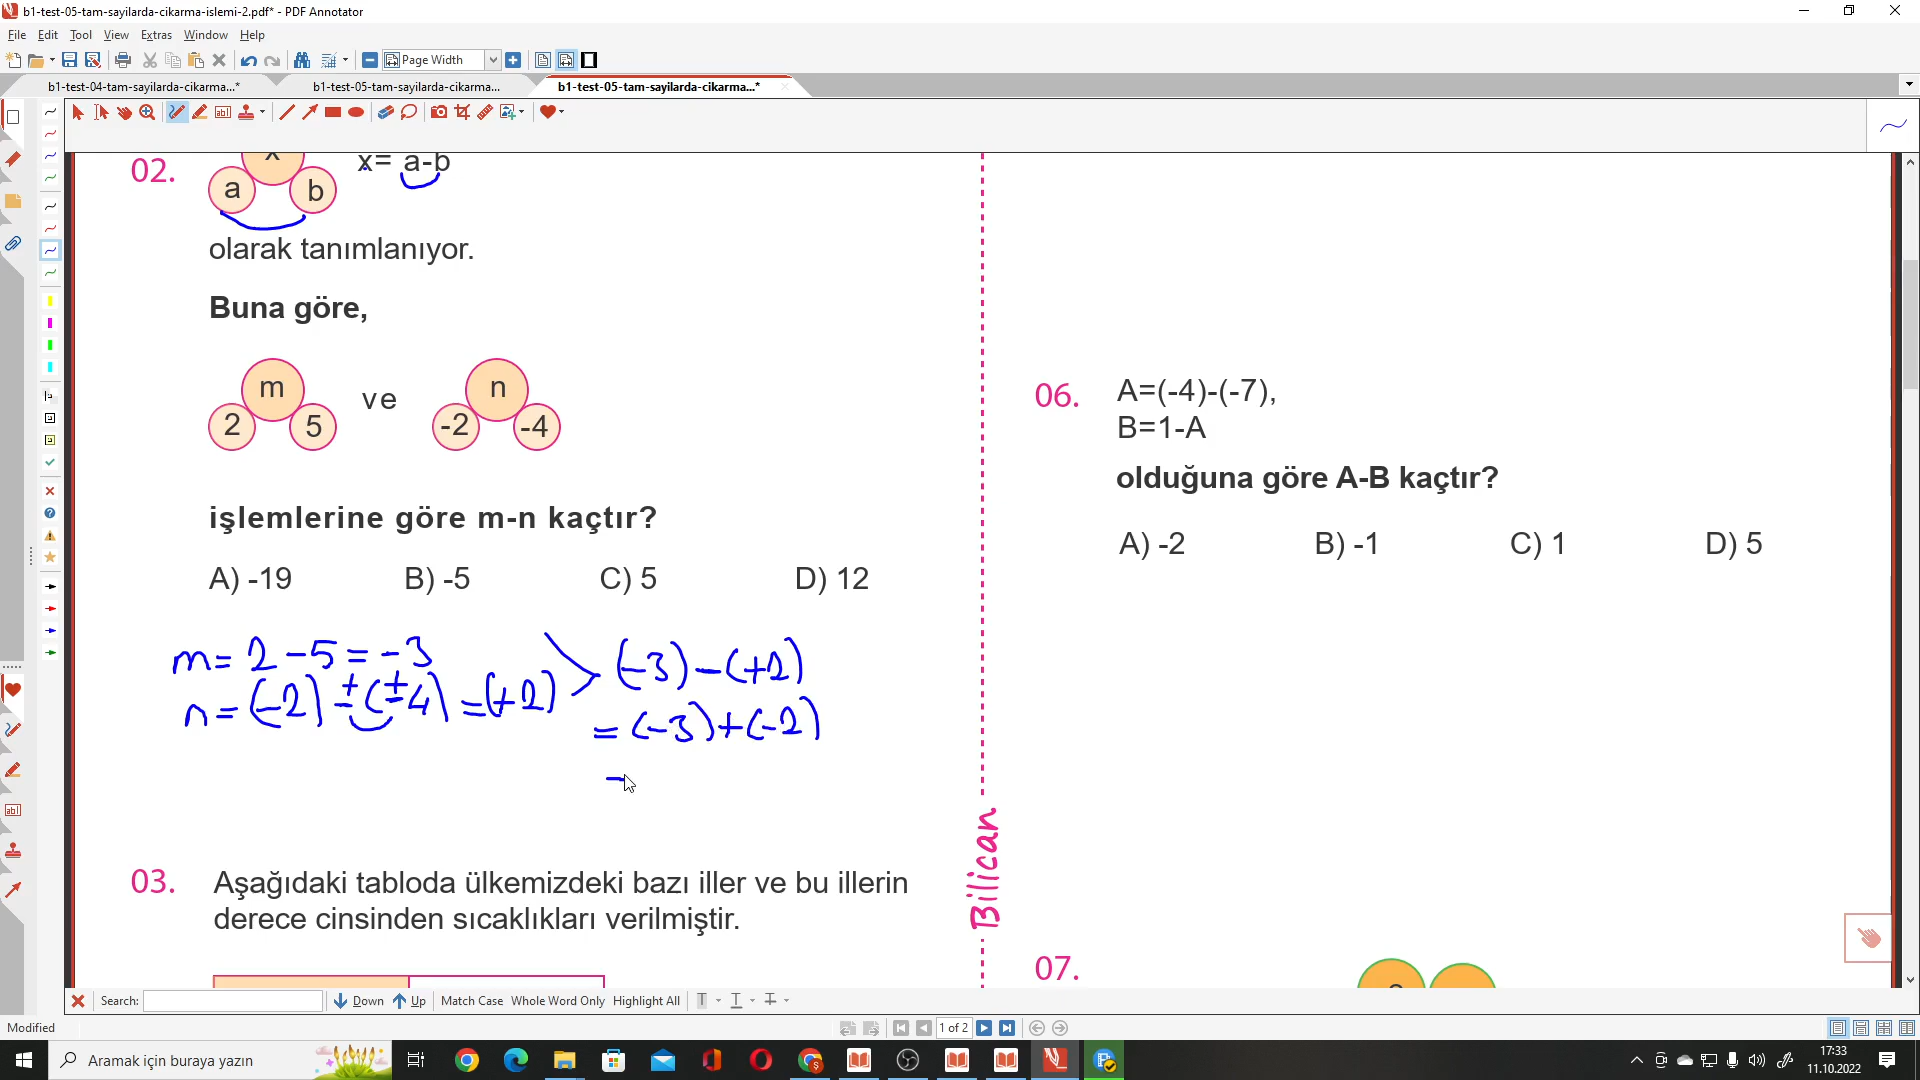 b1-test-05-tam-sayilarda-cikarma-islemi-2.pdf* - PDF Annotator
File Edit Tool View Extras Window Help
Page Width
b1-test-04-tam-sayilarda-cikarma...*
b1-test-05-tam-sayilarda-cikarma...
b1-test-05-tam-sayilarda-cikarma...*
02.
x
a
b
x= a-b
olarak tanımlanıyor.
Buna göre,
m
2
5
ve
n
-2
-4
işlemlerine göre m-n kaçtır?
A) -19 B) -5 C) 5 D) 12
m= 2 -5 = -3
n= (-2) + (+4) = (+2)
(-3) - (+2)
= (-3)+(-2)
03. Aşağıdaki tabloda ülkemizdeki bazı iller ve bu illerin
derece cinsinden sıcaklıkları verilmiştir.
Bilican
06. A=(-4)-(-7),
B=1-A
olduğuna göre A-B kaçtır?
A) -2 B) -1 C) 1 D) 5
07.
Search: Down Up Match Case Whole Word Only Highlight All
Modified
1 of 2
Aramak için buraya yazın
17:33
11.10.2022